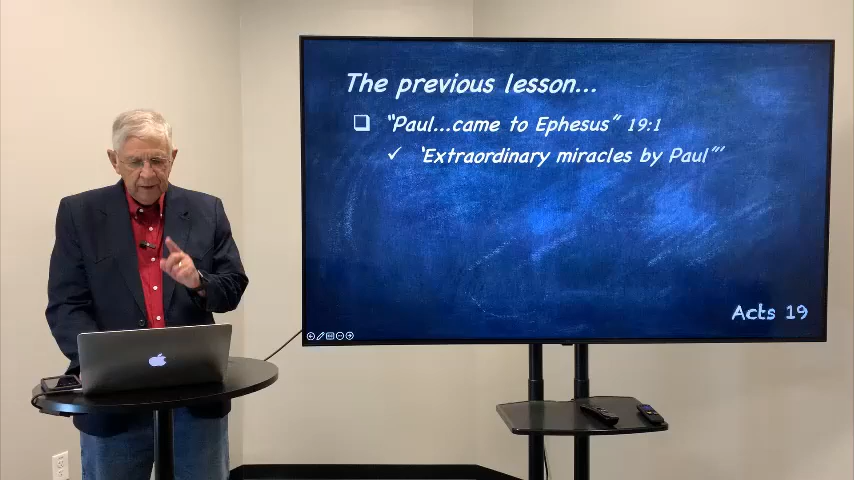 The previous lesson...
"Paul...came to Ephesus" 19:1
'Extraordinary miracles by Paul'"
Acts 19